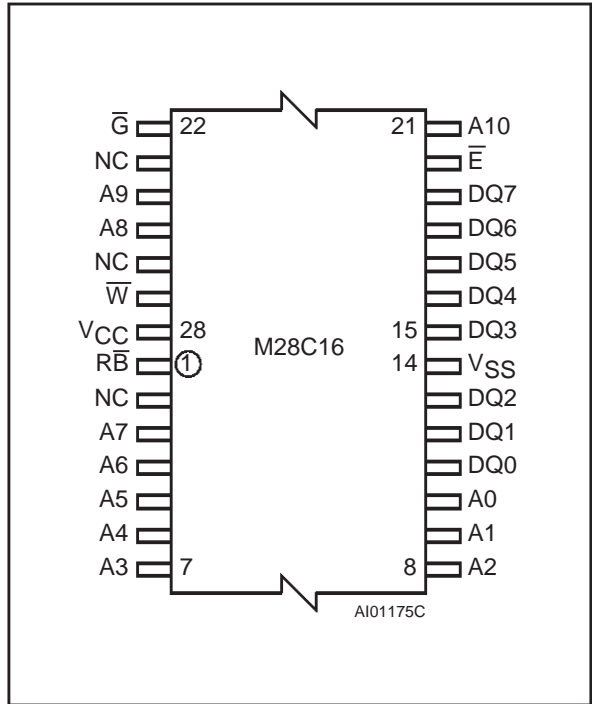 G̅ 22 21 A10
NC E̅
A9 DQ7
A8 DQ6
NC DQ5
W̅ DQ4
VCC 28 15 DQ3
RB̅ 1 M28C16 14 VSS
NC DQ2
A7 DQ1
A6 DQ0
A5 A0
A4 A1
A3 7 8 A2
AI01175C